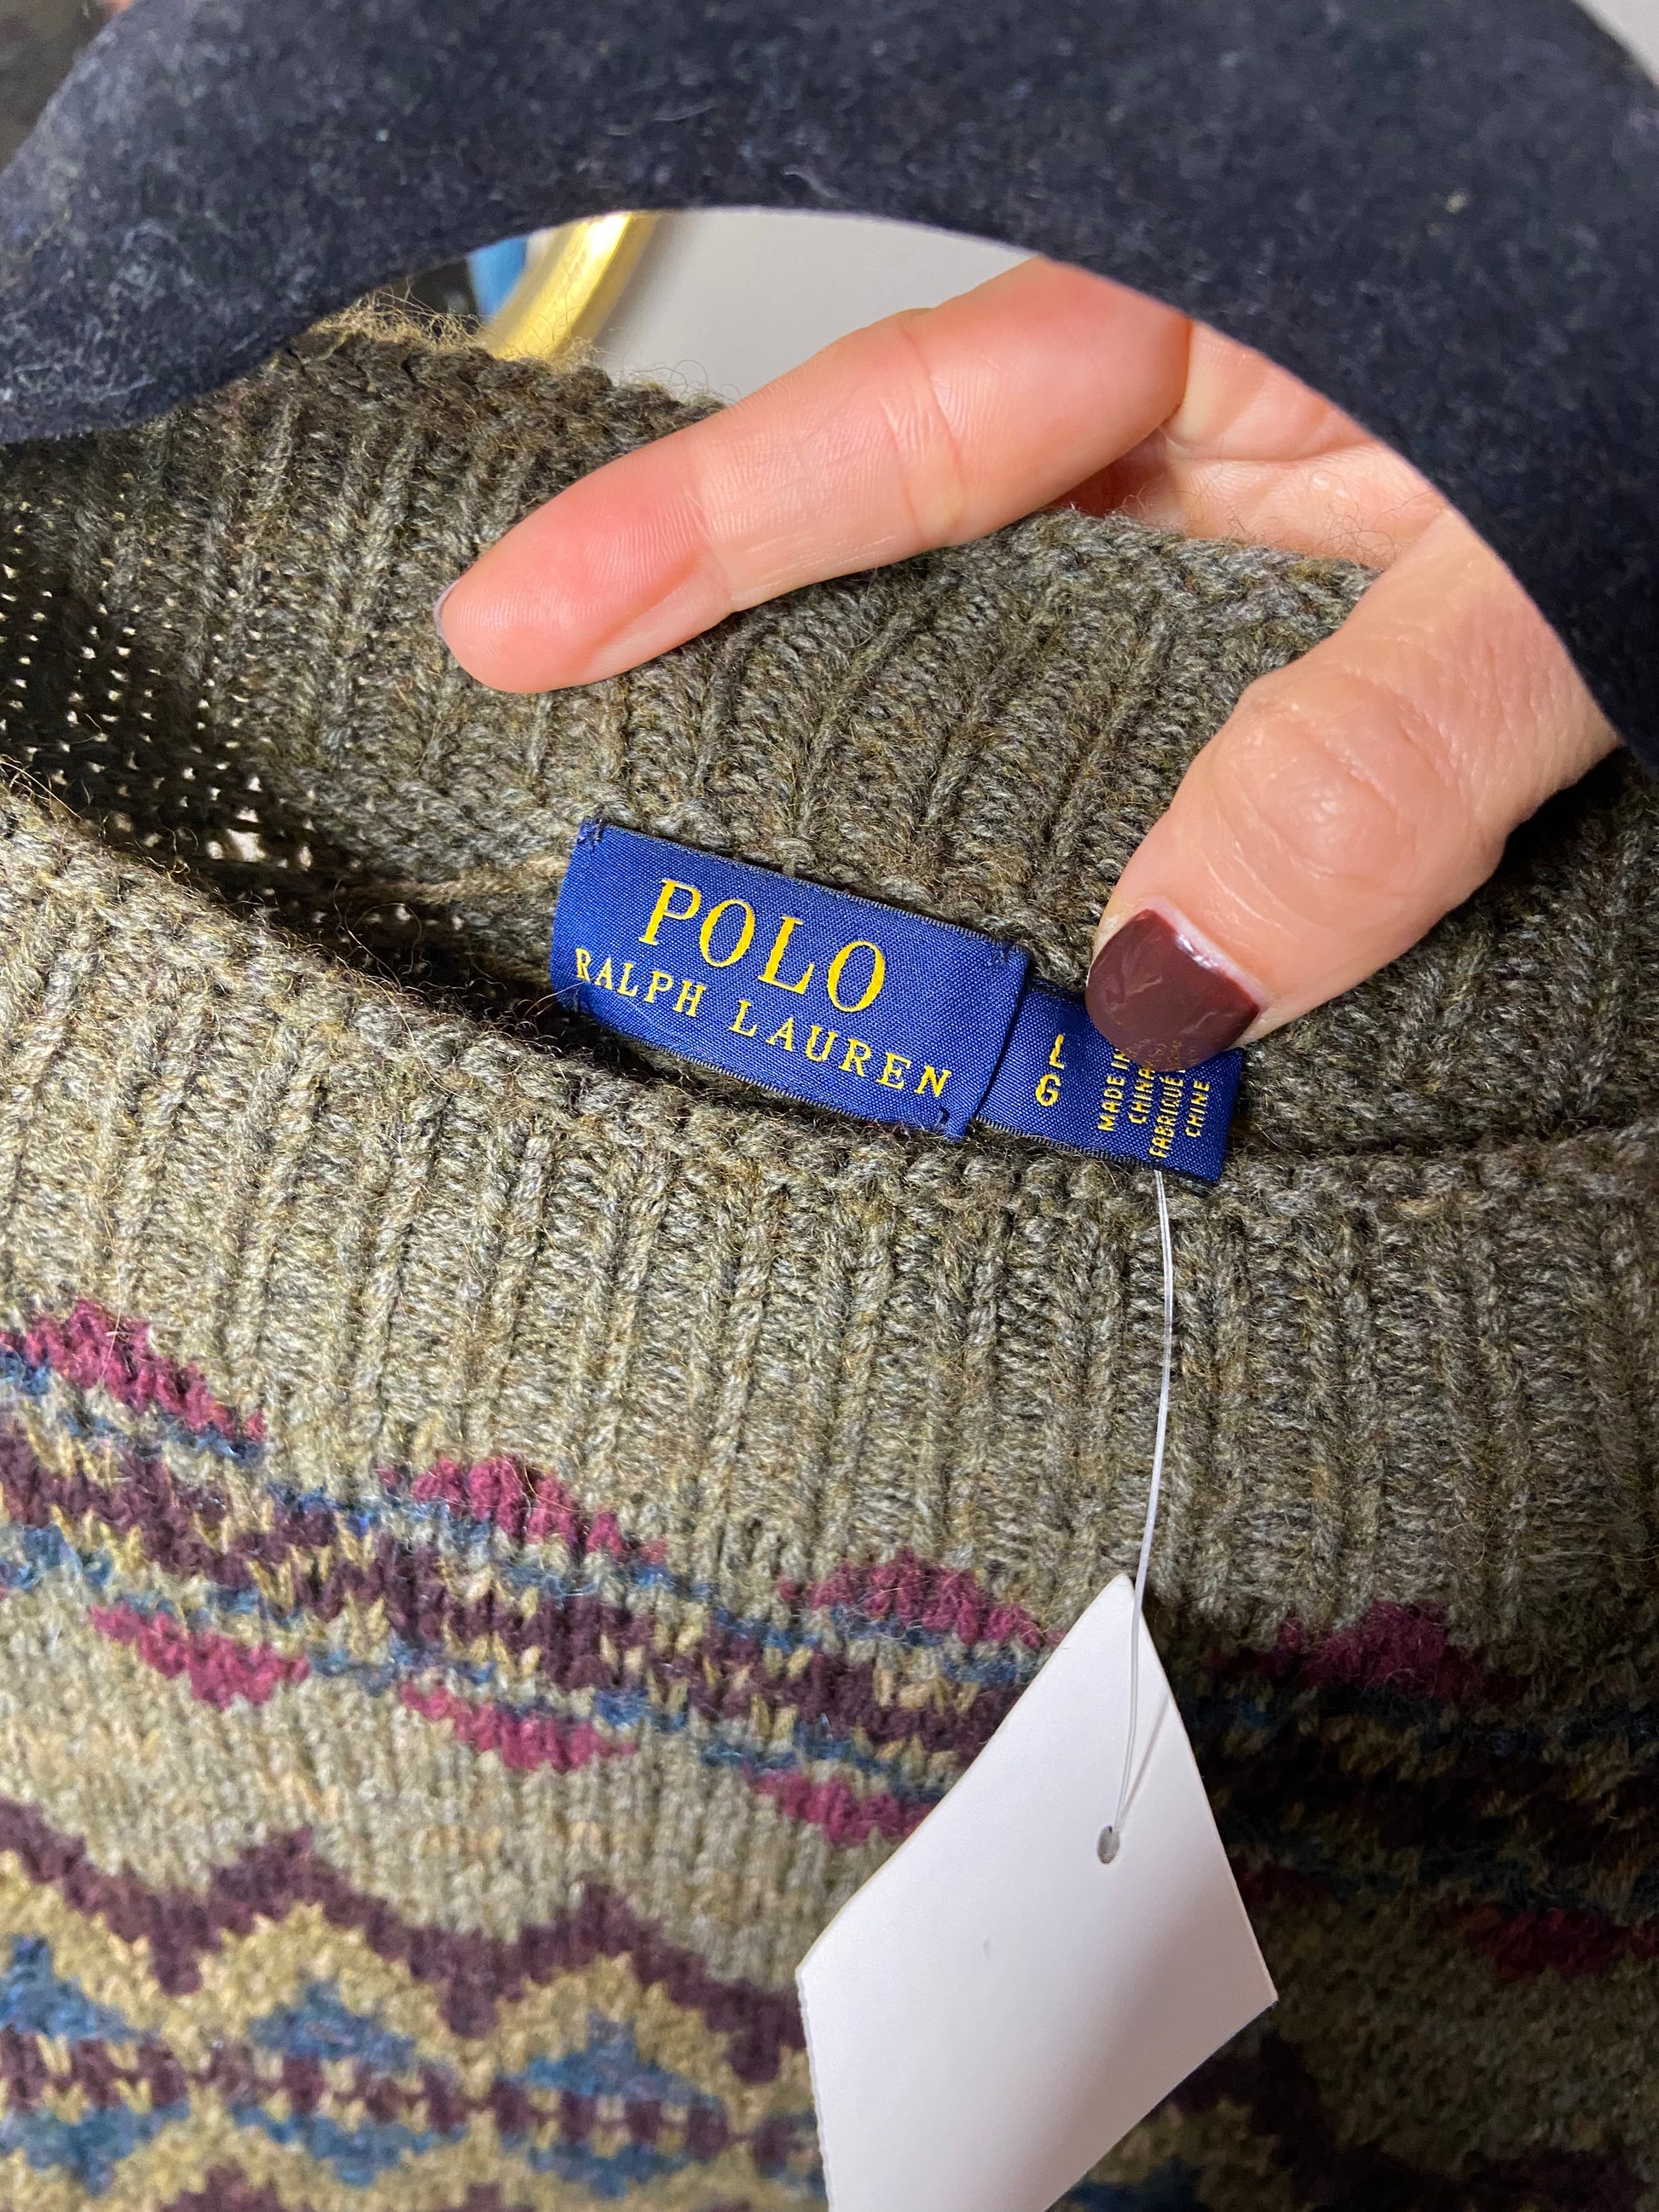 POLO
RALPH LAUREN
L
G
MADE IN
CHINA
FABRIQUÉ
CHINE